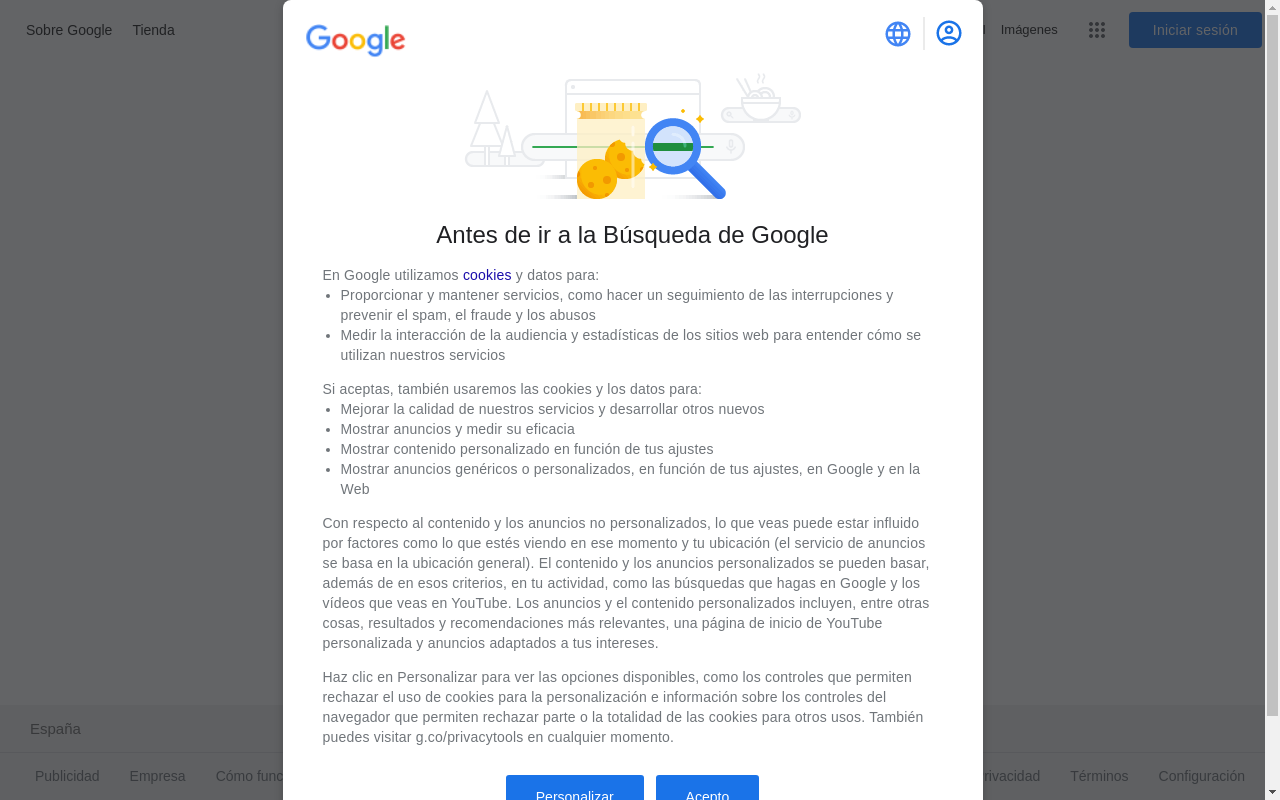 Sobre Google Tienda
Google
Imágenes
Iniciar sesión
Antes de ir a la Búsqueda de Google
En Google utilizamos cookies y datos para:
• Proporcionar y mantener servicios, como hacer un seguimiento de las interrupciones y
prevenir el spam, el fraude y los abusos
• Medir la interacción de la audiencia y estadísticas de los sitios web para entender cómo se
utilizan nuestros servicios
Si aceptas, también usaremos las cookies y los datos para:
• Mejorar la calidad de nuestros servicios y desarrollar otros nuevos
• Mostrar anuncios y medir su eficacia
• Mostrar contenido personalizado en función de tus ajustes
• Mostrar anuncios genéricos o personalizados, en función de tus ajustes, en Google y en la
Web
Con respecto al contenido y los anuncios no personalizados, lo que veas puede estar influido
por factores como lo que estés viendo en ese momento y tu ubicación (el servicio de anuncios
se basa en la ubicación general). El contenido y los anuncios personalizados se pueden basar,
además de en esos criterios, en tu actividad, como las búsquedas que hagas en Google y los
vídeos que veas en YouTube. Los anuncios y el contenido personalizados incluyen, entre otras
cosas, resultados y recomendaciones más relevantes, una página de inicio de YouTube
personalizada y anuncios adaptados a tus intereses.
Haz clic en Personalizar para ver las opciones disponibles, como los controles que permiten
rechazar el uso de cookies para la personalización e información sobre los controles del
navegador que permiten rechazar parte o la totalidad de las cookies para otros usos. También
puedes visitar g.co/privacytools en cualquier momento.
Personalizar Acepto
España
Publicidad Empresa Cómo func
rivacidad Términos Configuración